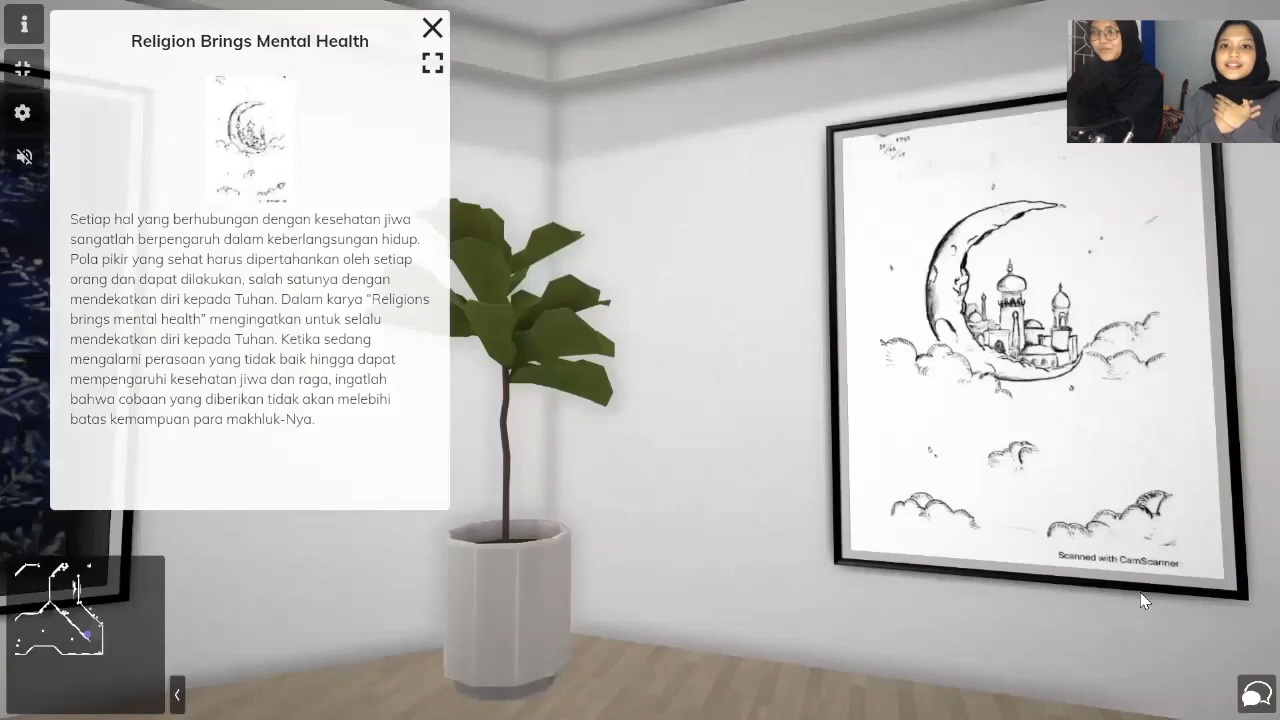 Religion Brings Mental Health
Setiap hal yang berhubungan dengan kesehatan jiwa
sangatlah berpengaruh dalam keberlangsungan hidup.
Pola pikir yang sehat harus dipertahankan oleh setiap
orang dan dapat dilakukan, salah satunya dengan
mendekatkan diri kepada Tuhan. Dalam karya “Religions
brings mental health” mengingatkan untuk selalu
mendekatkan diri kepada Tuhan. Ketika sedang
mengalami perasaan yang tidak baik hingga dapat
mempengaruhi kesehatan jiwa dan raga, ingatlah
bahwa cobaan yang diberikan tidak akan melebihi
batas kemampuan para makhluk-Nya.
Scanned with CamScanner